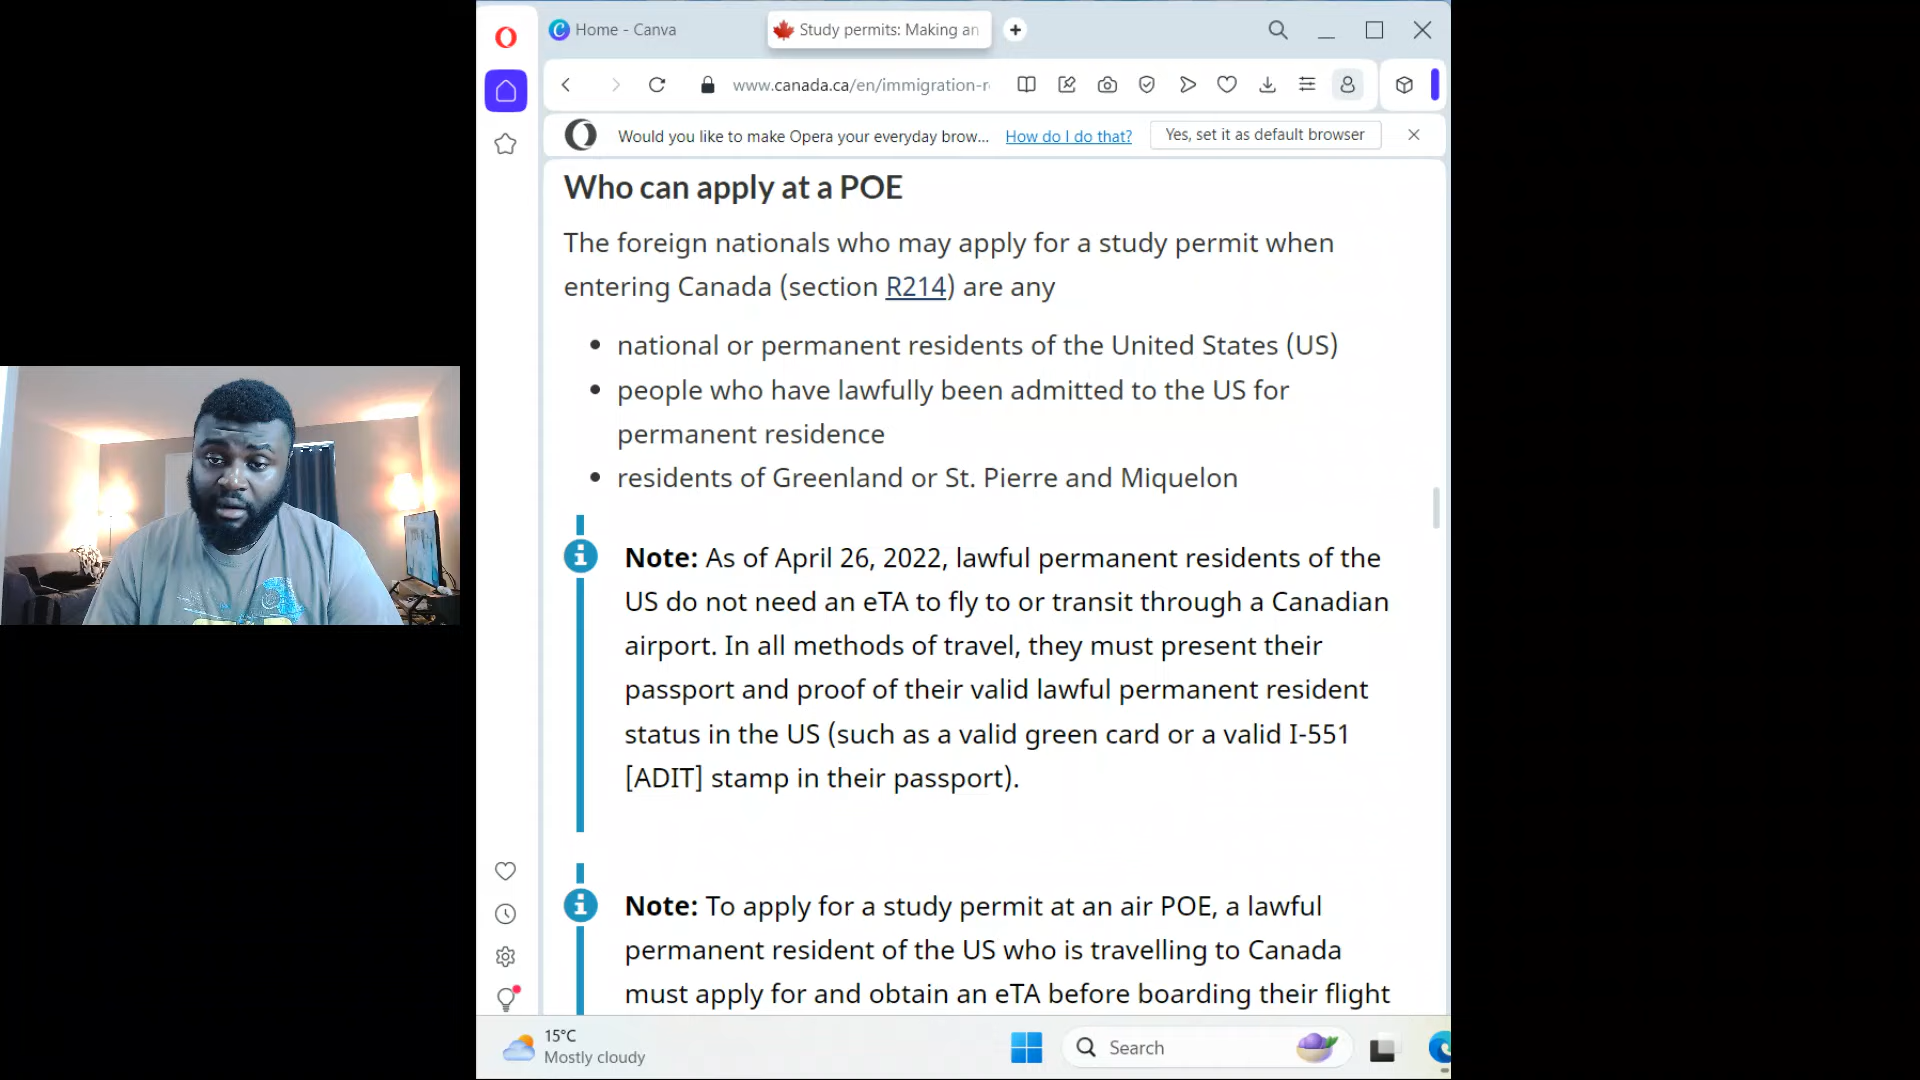 Home - Canva
Study permits: Making an
www.canada.ca/en/immigration-r
Would you like to make Opera your everyday brow...
How do I do that?
Yes, set it as default browser
Who can apply at a POE
The foreign nationals who may apply for a study permit when
entering Canada (section R214) are any
• national or permanent residents of the United States (US)
• people who have lawfully been admitted to the US for
permanent residence
• residents of Greenland or St. Pierre and Miquelon
Note: As of April 26, 2022, lawful permanent residents of the
US do not need an eTA to fly to or transit through a Canadian
airport. In all methods of travel, they must present their
passport and proof of their valid lawful permanent resident
status in the US (such as a valid green card or a valid I-551
[ADIT] stamp in their passport).
Note: To apply for a study permit at an air POE, a lawful
permanent resident of the US who is travelling to Canada
must apply for and obtain an eTA before boarding their flight
15°C
Mostly cloudy
Search